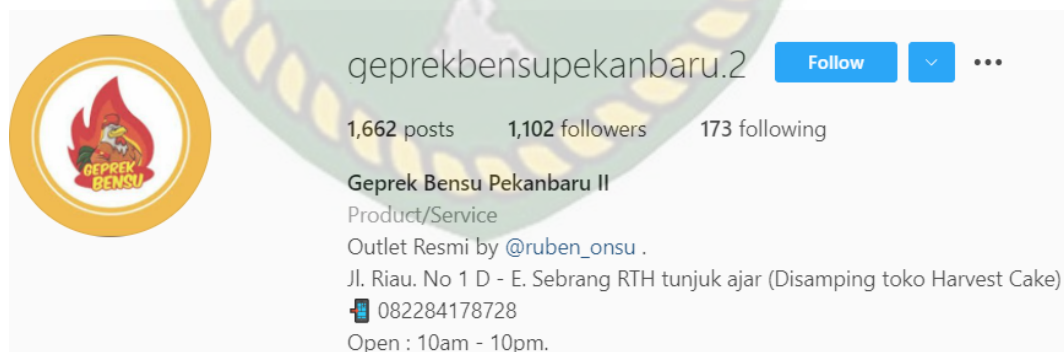 geprekbensupekanbaru.2 Follow
1,662 posts 1,102 followers 173 following
GEPREK
BENSU
Geprek Bensu Pekanbaru II
Product/Service
Outlet Resmi by @ruben_onsu .
Jl. Riau. No 1 D - E. Sebrang RTH tunjuk ajar (Disamping toko Harvest Cake)
📲 082284178728
Open : 10am - 10pm.